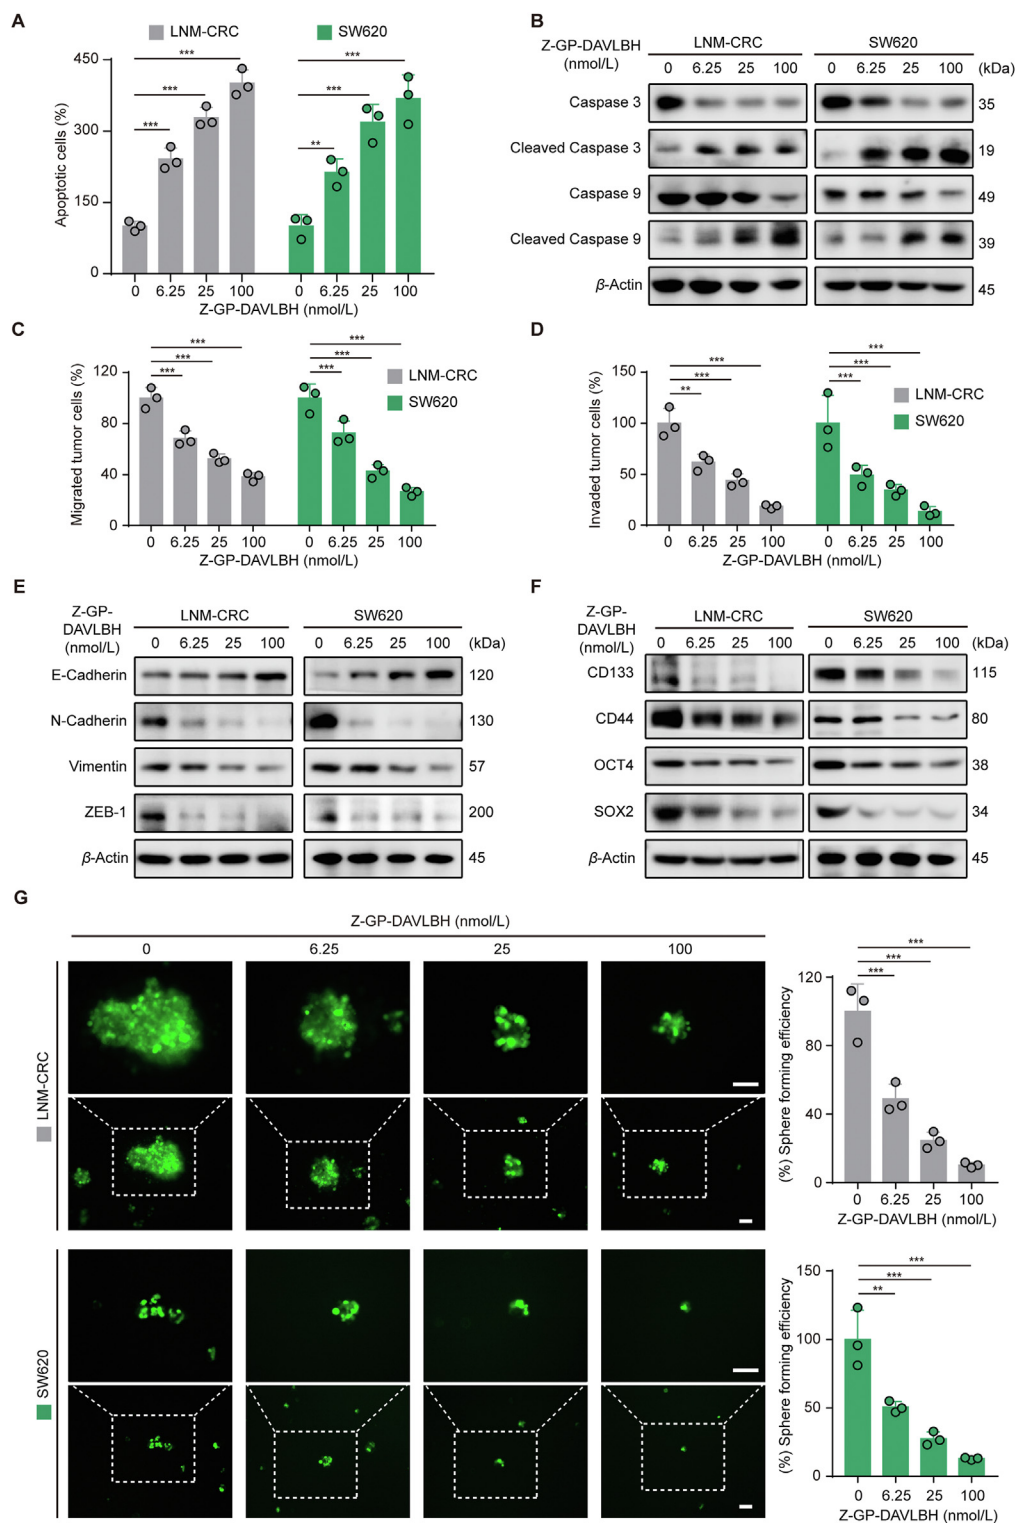 A
LNM-CRC
SW620
Apoptotic cells (%)
450
300
150
0
***
***
***
***
***
**
0 6.25 25 100 0 6.25 25 100
Z-GP-DAVLBH (nmol/L)
B
Z-GP-DAVLBH
(nmol/L)
LNM-CRC SW620
0 6.25 25 100 0 6.25 25 100 (kDa)
Caspase 3 35
Cleaved Caspase 3 19
Caspase 9 49
Cleaved Caspase 9 39
β-Actin 45
C
Migrated tumor cells (%)
120
80
40
0
***
***
***
***
***
***
LNM-CRC
SW620
0 6.25 25 100 0 6.25 25 100
Z-GP-DAVLBH (nmol/L)
D
Invaded tumor cells (%)
150
100
50
0
***
***
**
***
***
***
LNM-CRC
SW620
0 6.25 25 100 0 6.25 25 100
Z-GP-DAVLBH (nmol/L)
E
Z-GP-
DAVLBH
(nmol/L)
LNM-CRC SW620
0 6.25 25 100 0 6.25 25 100 (kDa)
E-Cadherin 120
N-Cadherin 130
Vimentin 57
ZEB-1 200
β-Actin 45
F
Z-GP-
DAVLBH
(nmol/L)
LNM-CRC SW620
0 6.25 25 100 0 6.25 25 100 (kDa)
CD133 115
CD44 80
OCT4 38
SOX2 34
β-Actin 45
G
Z-GP-DAVLBH (nmol/L)
0 6.25 25 100
LNM-CRC
SW620
(%) Sphere forming efficiency
120
80
40
0
***
***
***
0 6.25 25 100
Z-GP-DAVLBH (nmol/L)
(%) Sphere forming efficiency
150
100
50
0
***
***
**
0 6.25 25 100
Z-GP-DAVLBH (nmol/L)